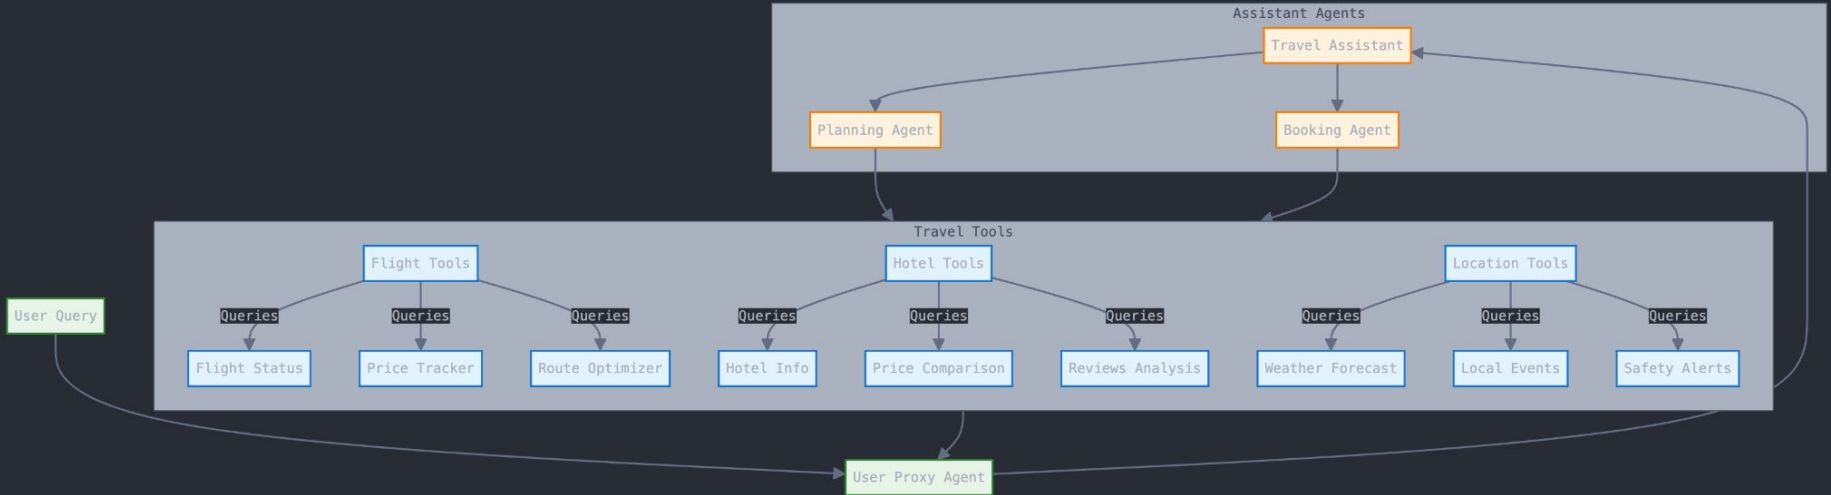 Assistant Agents
Travel Assistant
Planning Agent
Booking Agent
Travel Tools
Flight Tools
Hotel Tools
Location Tools
User Query
Queries
Queries
Queries
Queries
Queries
Queries
Queries
Queries
Queries
Flight Status
Price Tracker
Route Optimizer
Hotel Info
Price Comparison
Reviews Analysis
Weather Forecast
Local Events
Safety Alerts
User Proxy Agent